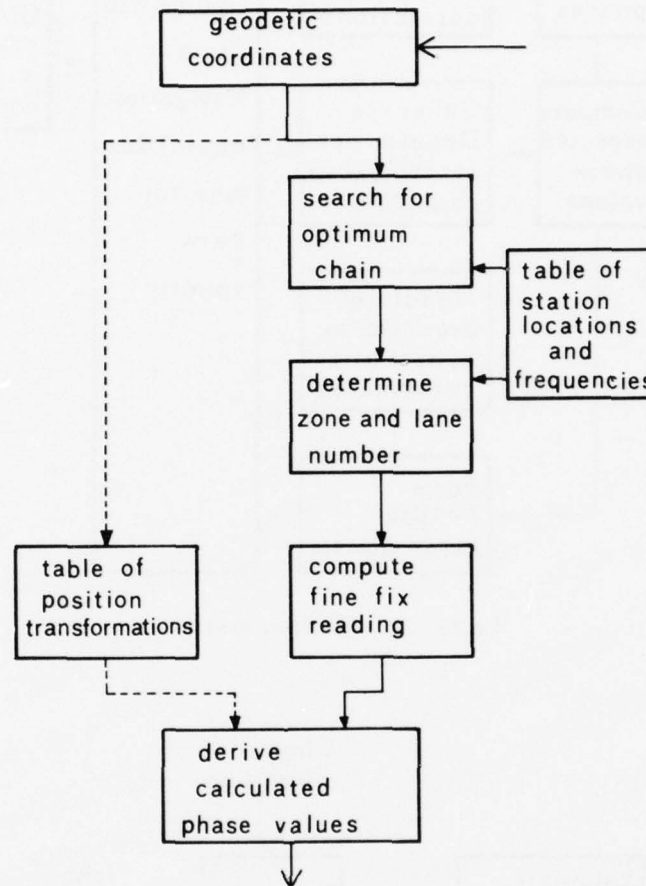 geodetic
coordinates
search for
optimum
chain
table of
station
locations
and
frequencies
determine
zone and lane
number
table of
position
transformations
compute
fine fix
reading
derive
calculated
phase values